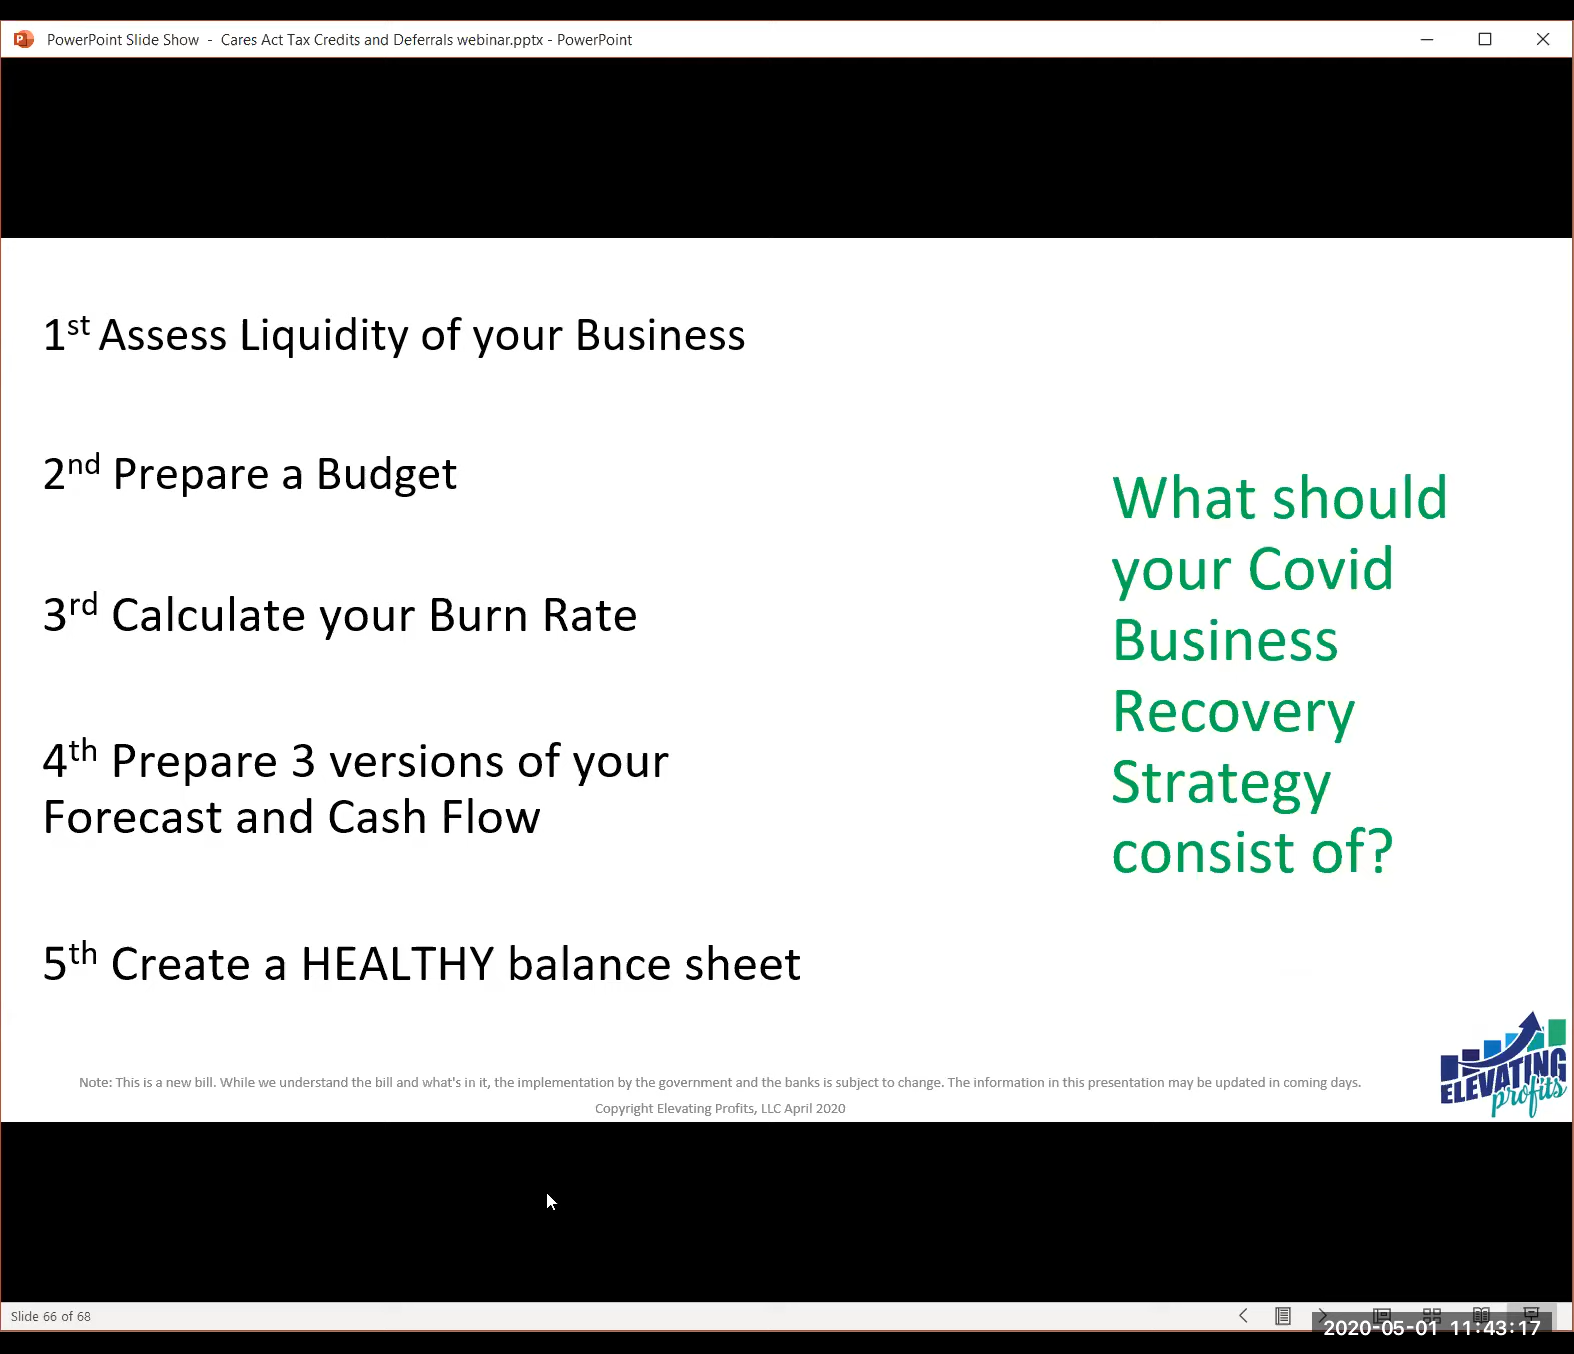 PowerPoint Slide Show - Cares Act Tax Credits and Deferrals webinar.pptx - PowerPoint
1st Assess Liquidity of your Business
2nd Prepare a Budget
3rd Calculate your Burn Rate
4th Prepare 3 versions of your
Forecast and Cash Flow
5th Create a HEALTHY balance sheet
What should
your Covid
Business
Recovery
Strategy
consist of?
ELEVATING
profits
Note: This is a new bill. While we understand the bill and what's in it, the implementation by the government and the banks is subject to change. The information in this presentation may be updated in coming days.
Copyright Elevating Profits, LLC April 2020
Slide 66 of 68
2020-05-01 11:43:17